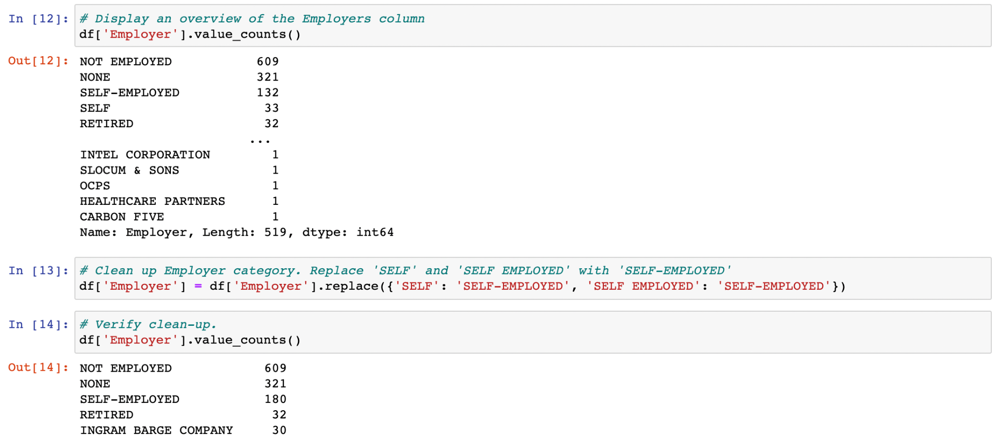 In [12]: # Display an overview of the Employers column
df['Employer'].value_counts()
Out[12]: NOT EMPLOYED 609
NONE 321
SELF-EMPLOYED 132
SELF 33
RETIRED 32
...
INTEL CORPORATION 1
SLOCUM & SONS 1
OCPS 1
HEALTHCARE PARTNERS 1
CARBON FIVE 1
Name: Employer, Length: 519, dtype: int64
In [13]: # Clean up Employer category. Replace 'SELF' and 'SELF EMPLOYED' with 'SELF-EMPLOYED'
df['Employer'] = df['Employer'].replace({'SELF': 'SELF-EMPLOYED', 'SELF EMPLOYED': 'SELF-EMPLOYED'})
In [14]: # Verify clean-up.
df['Employer'].value_counts()
Out[14]: NOT EMPLOYED 609
NONE 321
SELF-EMPLOYED 180
RETIRED 32
INGRAM BARGE COMPANY 30